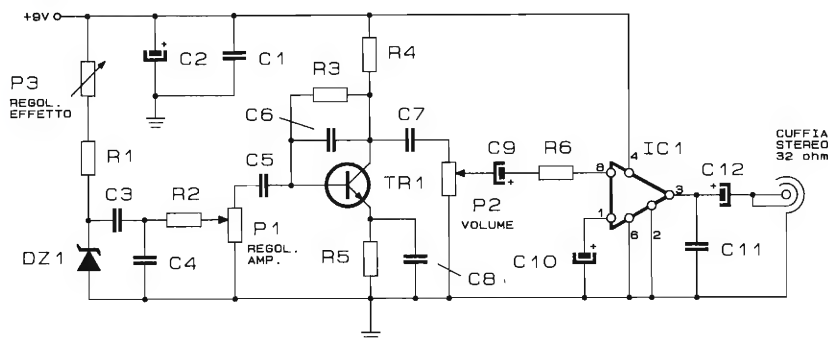 +9V
P3
REGOL.
EFFETTO
R1
DZ1
C3
C4
R2
C2
C1
P1
REGOL.
AMP.
C5
C6
R3
R4
TR1
R5
C7
C8
P2
VOLUME
C9
R6
8
1
4
6
2
3
IC1
C10
C11
C12
CUFFIA
STEREO
32 ohm
+
+
+
+